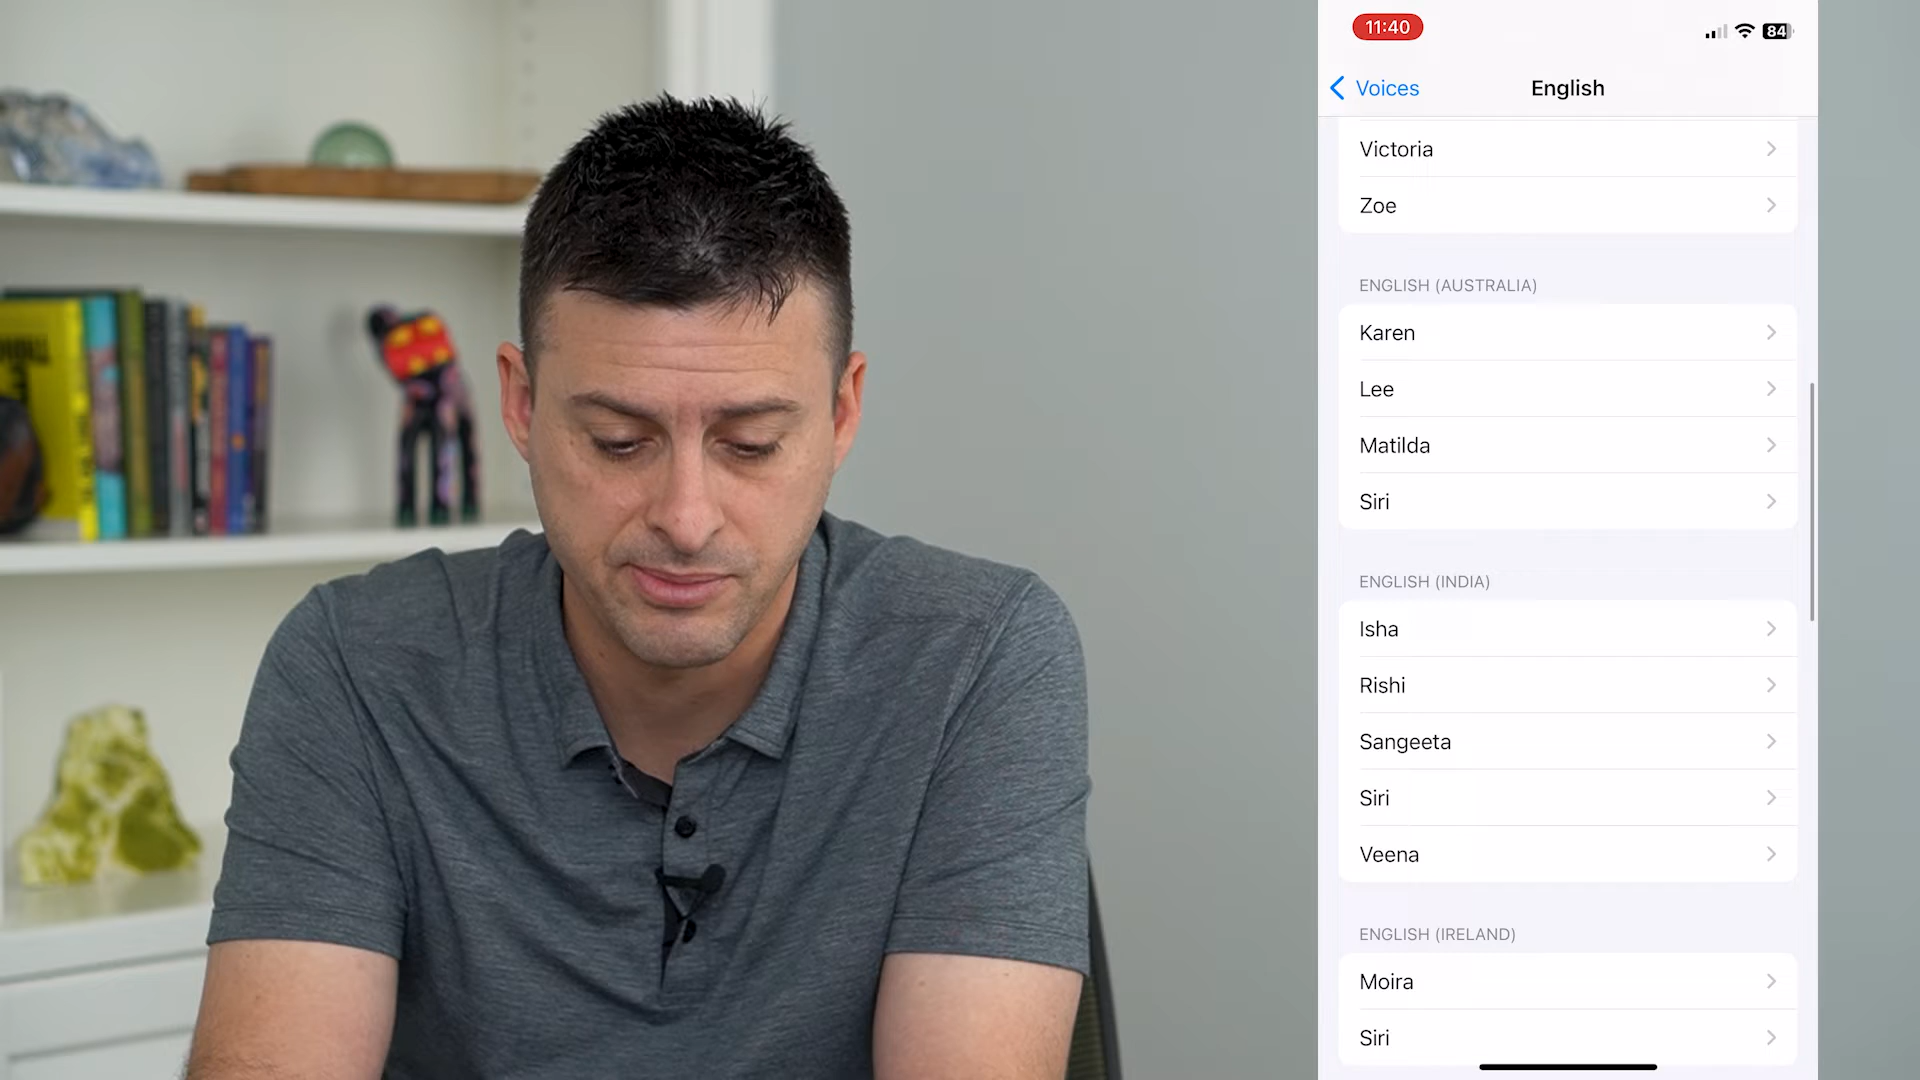 11:40
84
Voices
English
Victoria
Zoe
ENGLISH (AUSTRALIA)
Karen
Lee
Matilda
Siri
ENGLISH (INDIA)
Isha
Rishi
Sangeeta
Siri
Veena
ENGLISH (IRELAND)
Moira
Siri